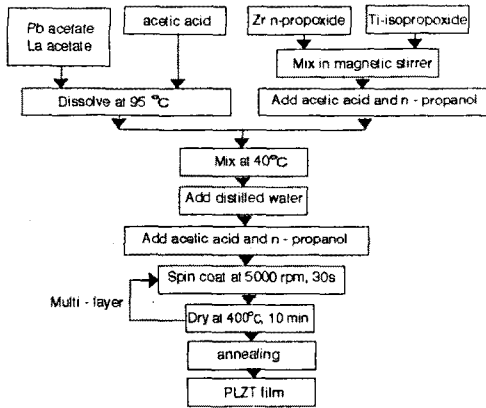 Pb acetate
La acetate
acetic acid
Zr n-propoxide
Ti-isopropoxide
Mix in magnetic stirrer
Dissolve at 95 °C
Add acetic acid and n - propanol
Mix at 40°C
Add distilled water
Add acetic acid and n - propanol
Spin coat at 5000 rpm, 30s
Multi - layer
Dry at 400°C, 10 min
annealing
PLZT film